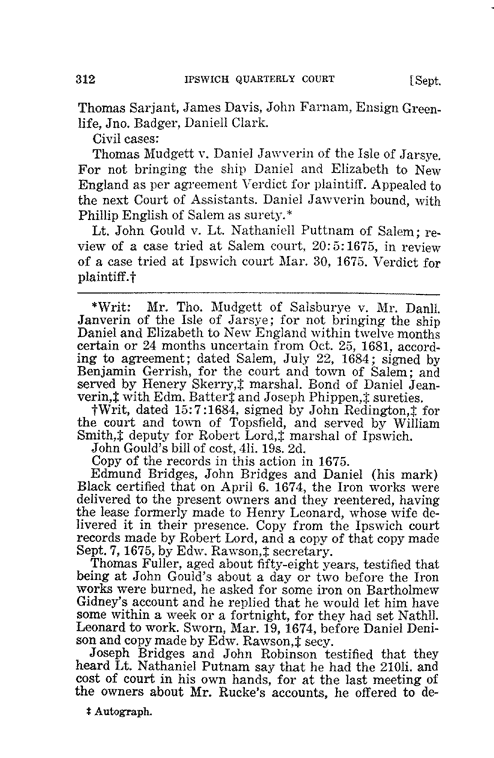 312 IPSWICH QUARTERLY COURT [Sept.
Thomas Sarjant, James Davis, John Farnam, Ensign Green-
life, Jno. Badger, Daniell Clark.
Civil cases:
Thomas Mudgett v. Daniel Jawverin of the Isle of Jarsye.
For not bringing the ship Daniel and Elizabeth to New
England as per agreement Verdict for plaintiff. Appealed to
the next Court of Assistants. Daniel Jawverin bound, with
Phillip English of Salem as surety.*
Lt. John Gould v. Lt. Nathaniell Puttnam of Salem; re-
view of a case tried at Salem court, 20:5:1675, in review
of a case tried at Ipswich court Mar. 30, 1675. Verdict for
plaintiff.†
*Writ: Mr. Tho. Mudgett of Salsburye v. Mr. Danll.
Janverin of the Isle of Jarsye; for not bringing the ship
Daniel and Elizabeth to New England within twelve months
certain or 24 months uncertain from Oct. 25, 1681, accord-
ing to agreement; dated Salem, July 22, 1684; signed by
Benjamin Gerrish, for the court and town of Salem; and
served by Henery Skerry,‡ marshal. Bond of Daniel Jean-
verin,‡ with Edm. Batter‡ and Joseph Phippen,‡ sureties.
†Writ, dated 15:7:1684, signed by John Redington,‡ for
the court and town of Topsfield, and served by William
Smith,‡ deputy for Robert Lord,‡ marshal of Ipswich.
John Gould's bill of cost, 4li. 19s. 2d.
Copy of the records in this action in 1675.
Edmund Bridges, John Bridges and Daniel (his mark)
Black certified that on April 6. 1674, the Iron works were
delivered to the present owners and they reentered, having
the lease formerly made to Henry Leonard, whose wife de-
livered it in their presence. Copy from the Ipswich court
records made by Robert Lord, and a copy of that copy made
Sept. 7, 1675, by Edw. Rawson,‡ secretary.
Thomas Fuller, aged about fifty-eight years, testified that
being at John Gould's about a day or two before the Iron
works were burned, he asked for some iron on Bartholmew
Gidney's account and he replied that he would let him have
some within a week or a fortnight, for they had set Nathll.
Leonard to work. Sworn, Mar. 19, 1674, before Daniel Deni-
son and copy made by Edw. Rawson,‡ secy.
Joseph Bridges and John Robinson testified that they
heard Lt. Nathaniel Putnam say that he had the 210li. and
cost of court in his own hands, for at the last meeting of
the owners about Mr. Rucke's accounts, he offered to de-
‡ Autograph.